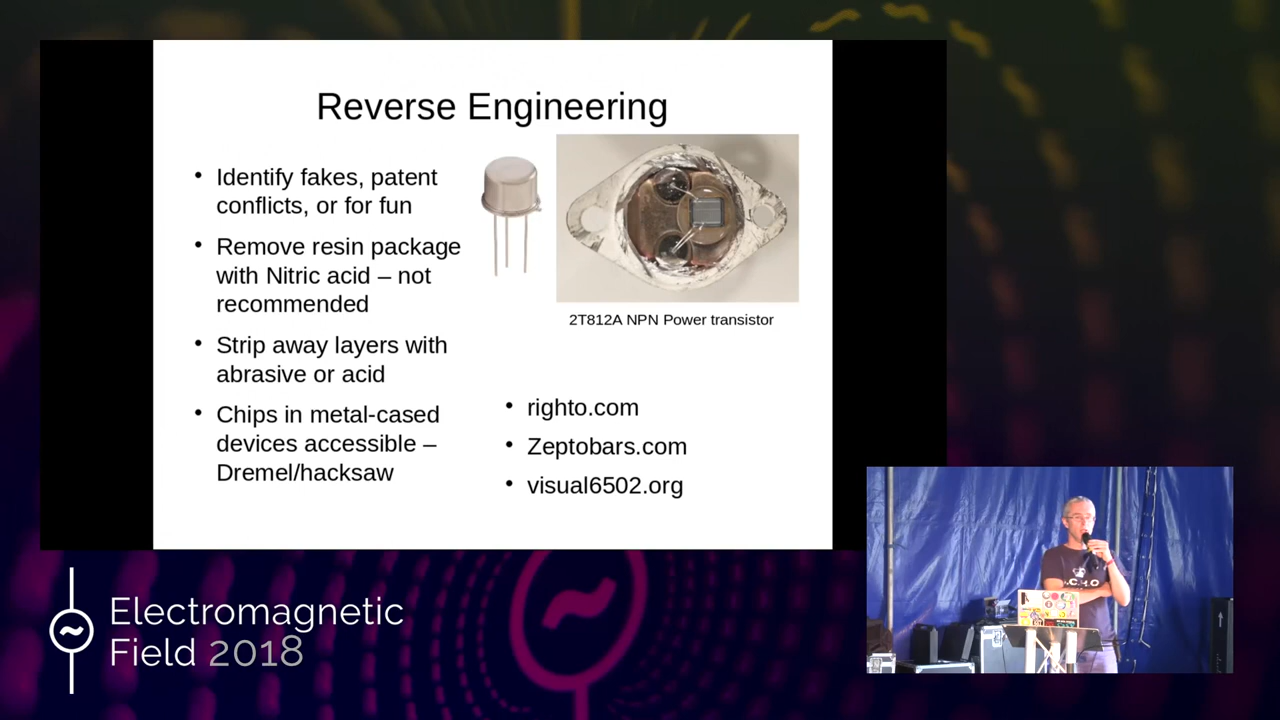 Reverse Engineering
• Identify fakes, patent
conflicts, or for fun
• Remove resin package
with Nitric acid – not
recommended
• Strip away layers with
abrasive or acid
• Chips in metal-cased
devices accessible –
Dremel/hacksaw
2T812A NPN Power transistor
• righto.com
• Zeptobars.com
• visual6502.org
Electromagnetic
Field 2018